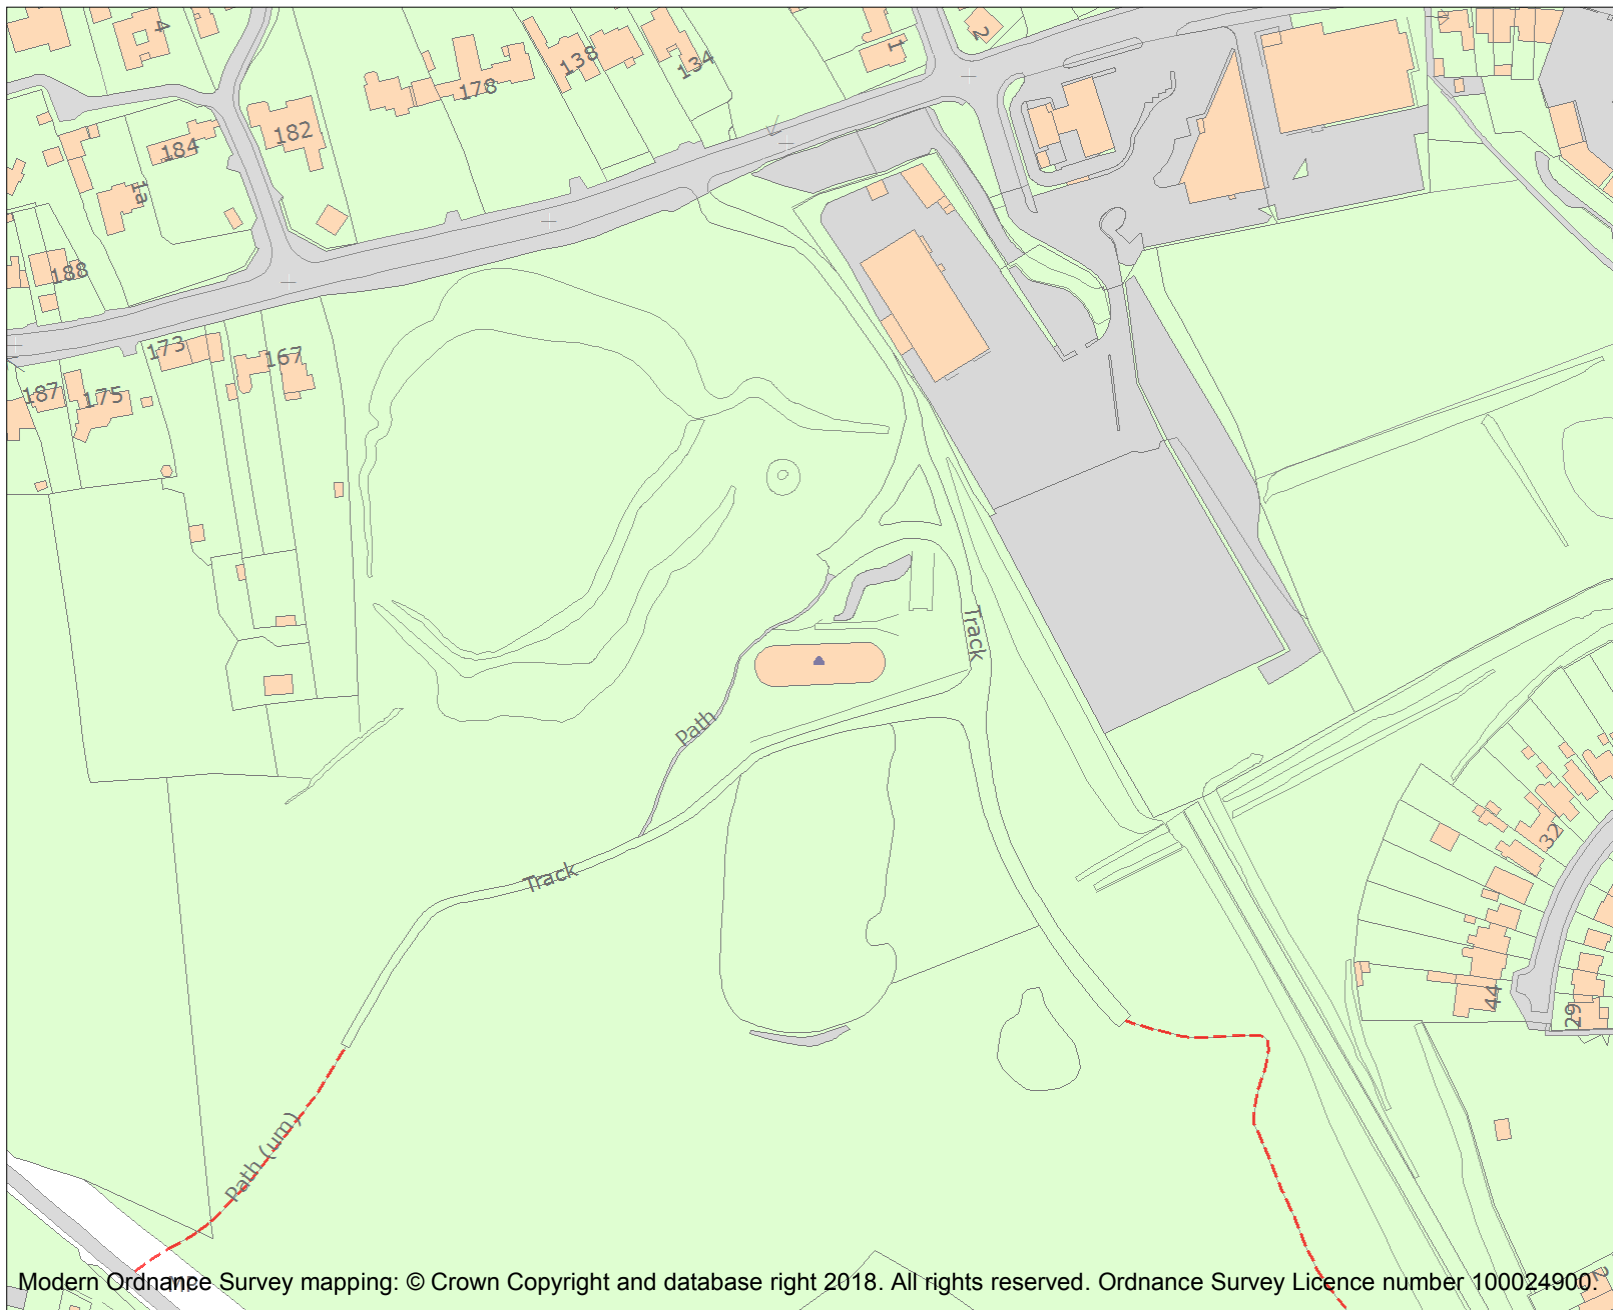 4
2
1
138
134
178
182
184
1a
188
173
167
187
175
Track
Path
Track
32
44
29
Path (um)
Modern Ordnance Survey mapping: © Crown Copyright and database right 2018. All rights reserved. Ordnance Survey Licence number 100024900.
2